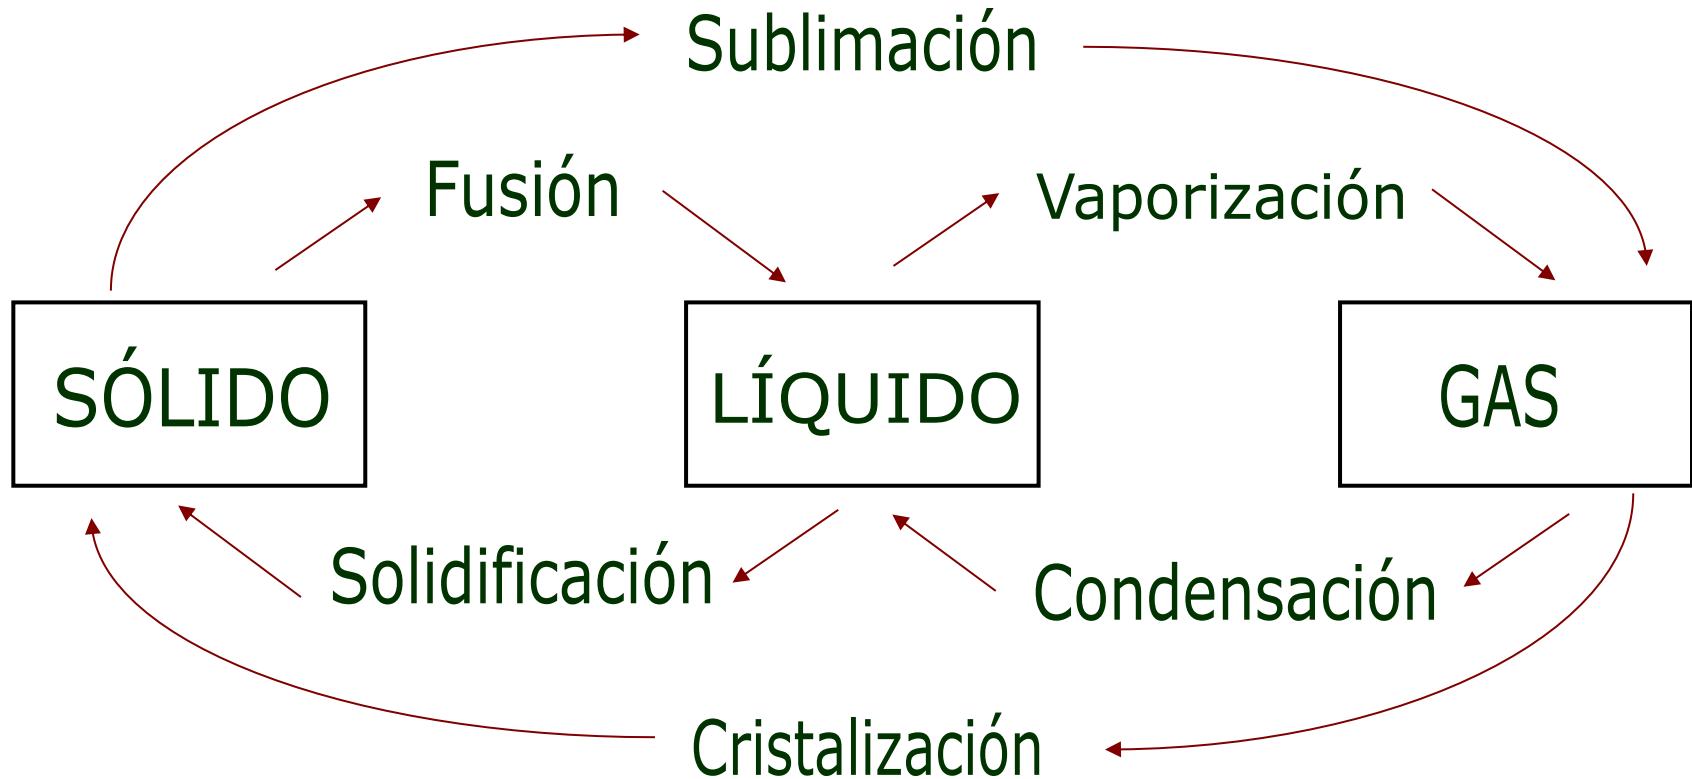 Sublimación
Fusión
Vaporización
SÓLIDO
LÍQUIDO
GAS
Solidificación
Condensación
Cristalización